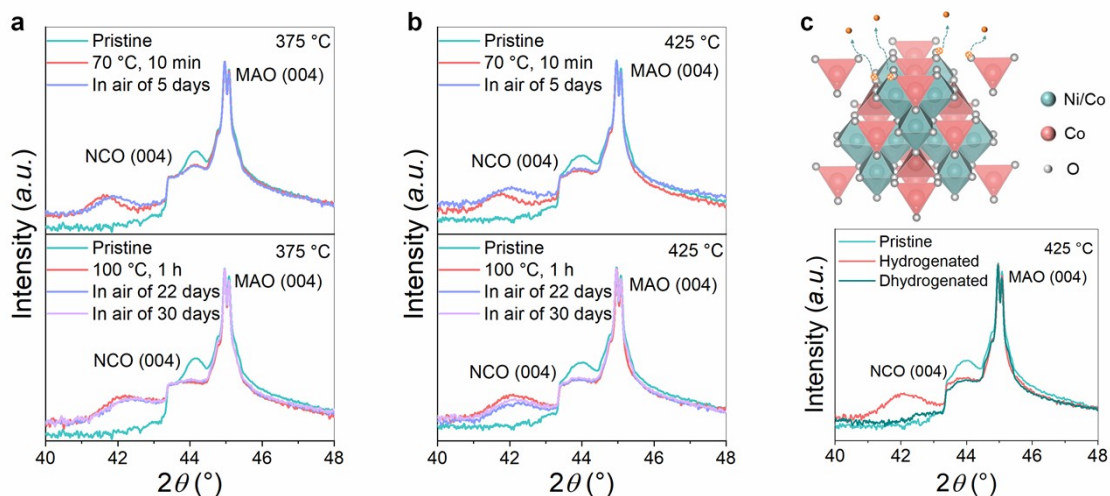 a
Pristine
375 °C
70 °C, 10 min
In air of 5 days
MAO (004)
NCO (004)
Pristine
375 °C
100 °C, 1 h
In air of 22 days
In air of 30 days
MAO (004)
NCO (004)
Intensity (a.u.)
40 42 44 46 48
2θ (°)
b
Pristine
425 °C
70 °C, 10 min
In air of 5 days
MAO (004)
NCO (004)
Pristine
425 °C
100 °C, 1 h
In air of 22 days
In air of 30 days
MAO (004)
NCO (004)
Intensity (a.u.)
40 42 44 46 48
2θ (°)
c
Ni/Co
Co
O
Pristine
425 °C
Hydrogenated
Dhydrogenated
MAO (004)
NCO (004)
Intensity (a.u.)
40 42 44 46 48
2θ (°)